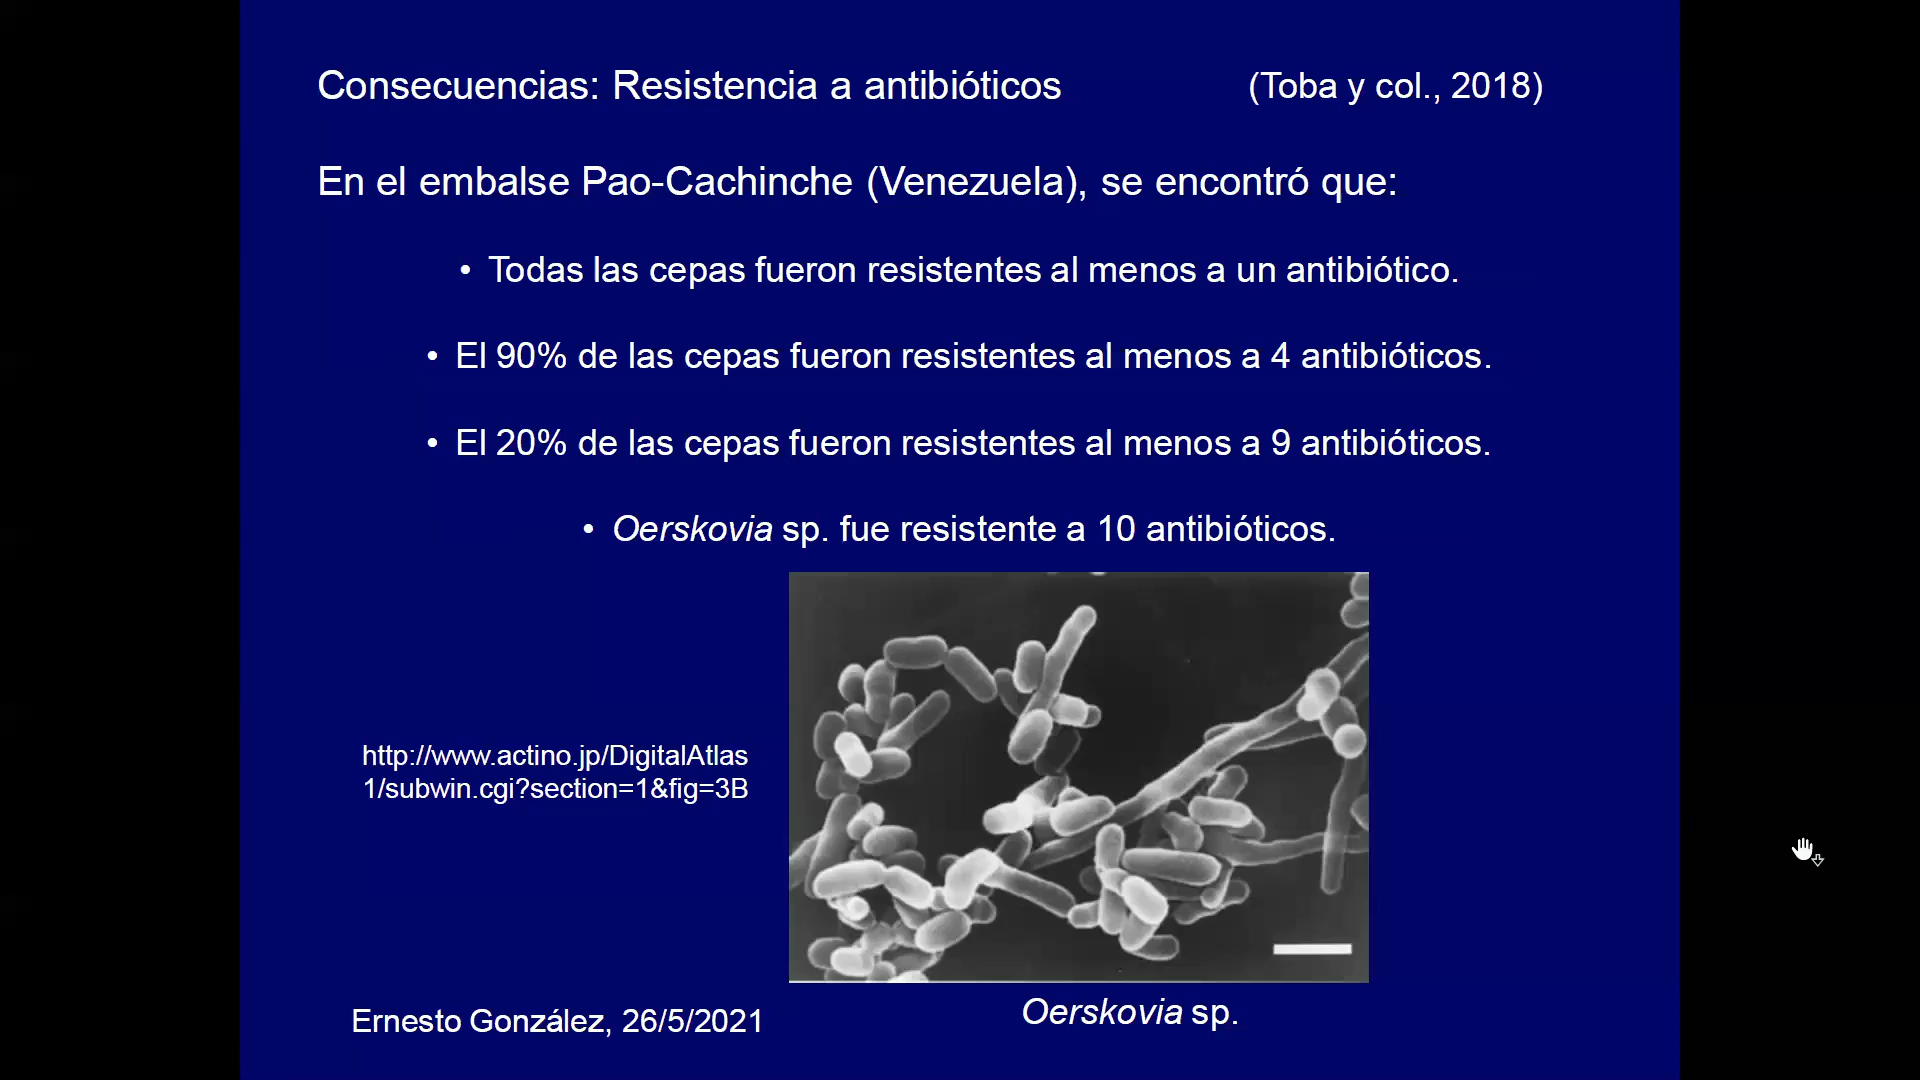 Consecuencias: Resistencia a antibióticos (Toba y col., 2018)
En el embalse Pao-Cachinche (Venezuela), se encontró que:
• Todas las cepas fueron resistentes al menos a un antibiótico.
• El 90% de las cepas fueron resistentes al menos a 4 antibióticos.
• El 20% de las cepas fueron resistentes al menos a 9 antibióticos.
• Oerskovia sp. fue resistente a 10 antibióticos.
http://www.actino.jp/DigitalAtlas
1/subwin.cgi?section=1&fig=3B
Oerskovia sp.
Ernesto González, 26/5/2021